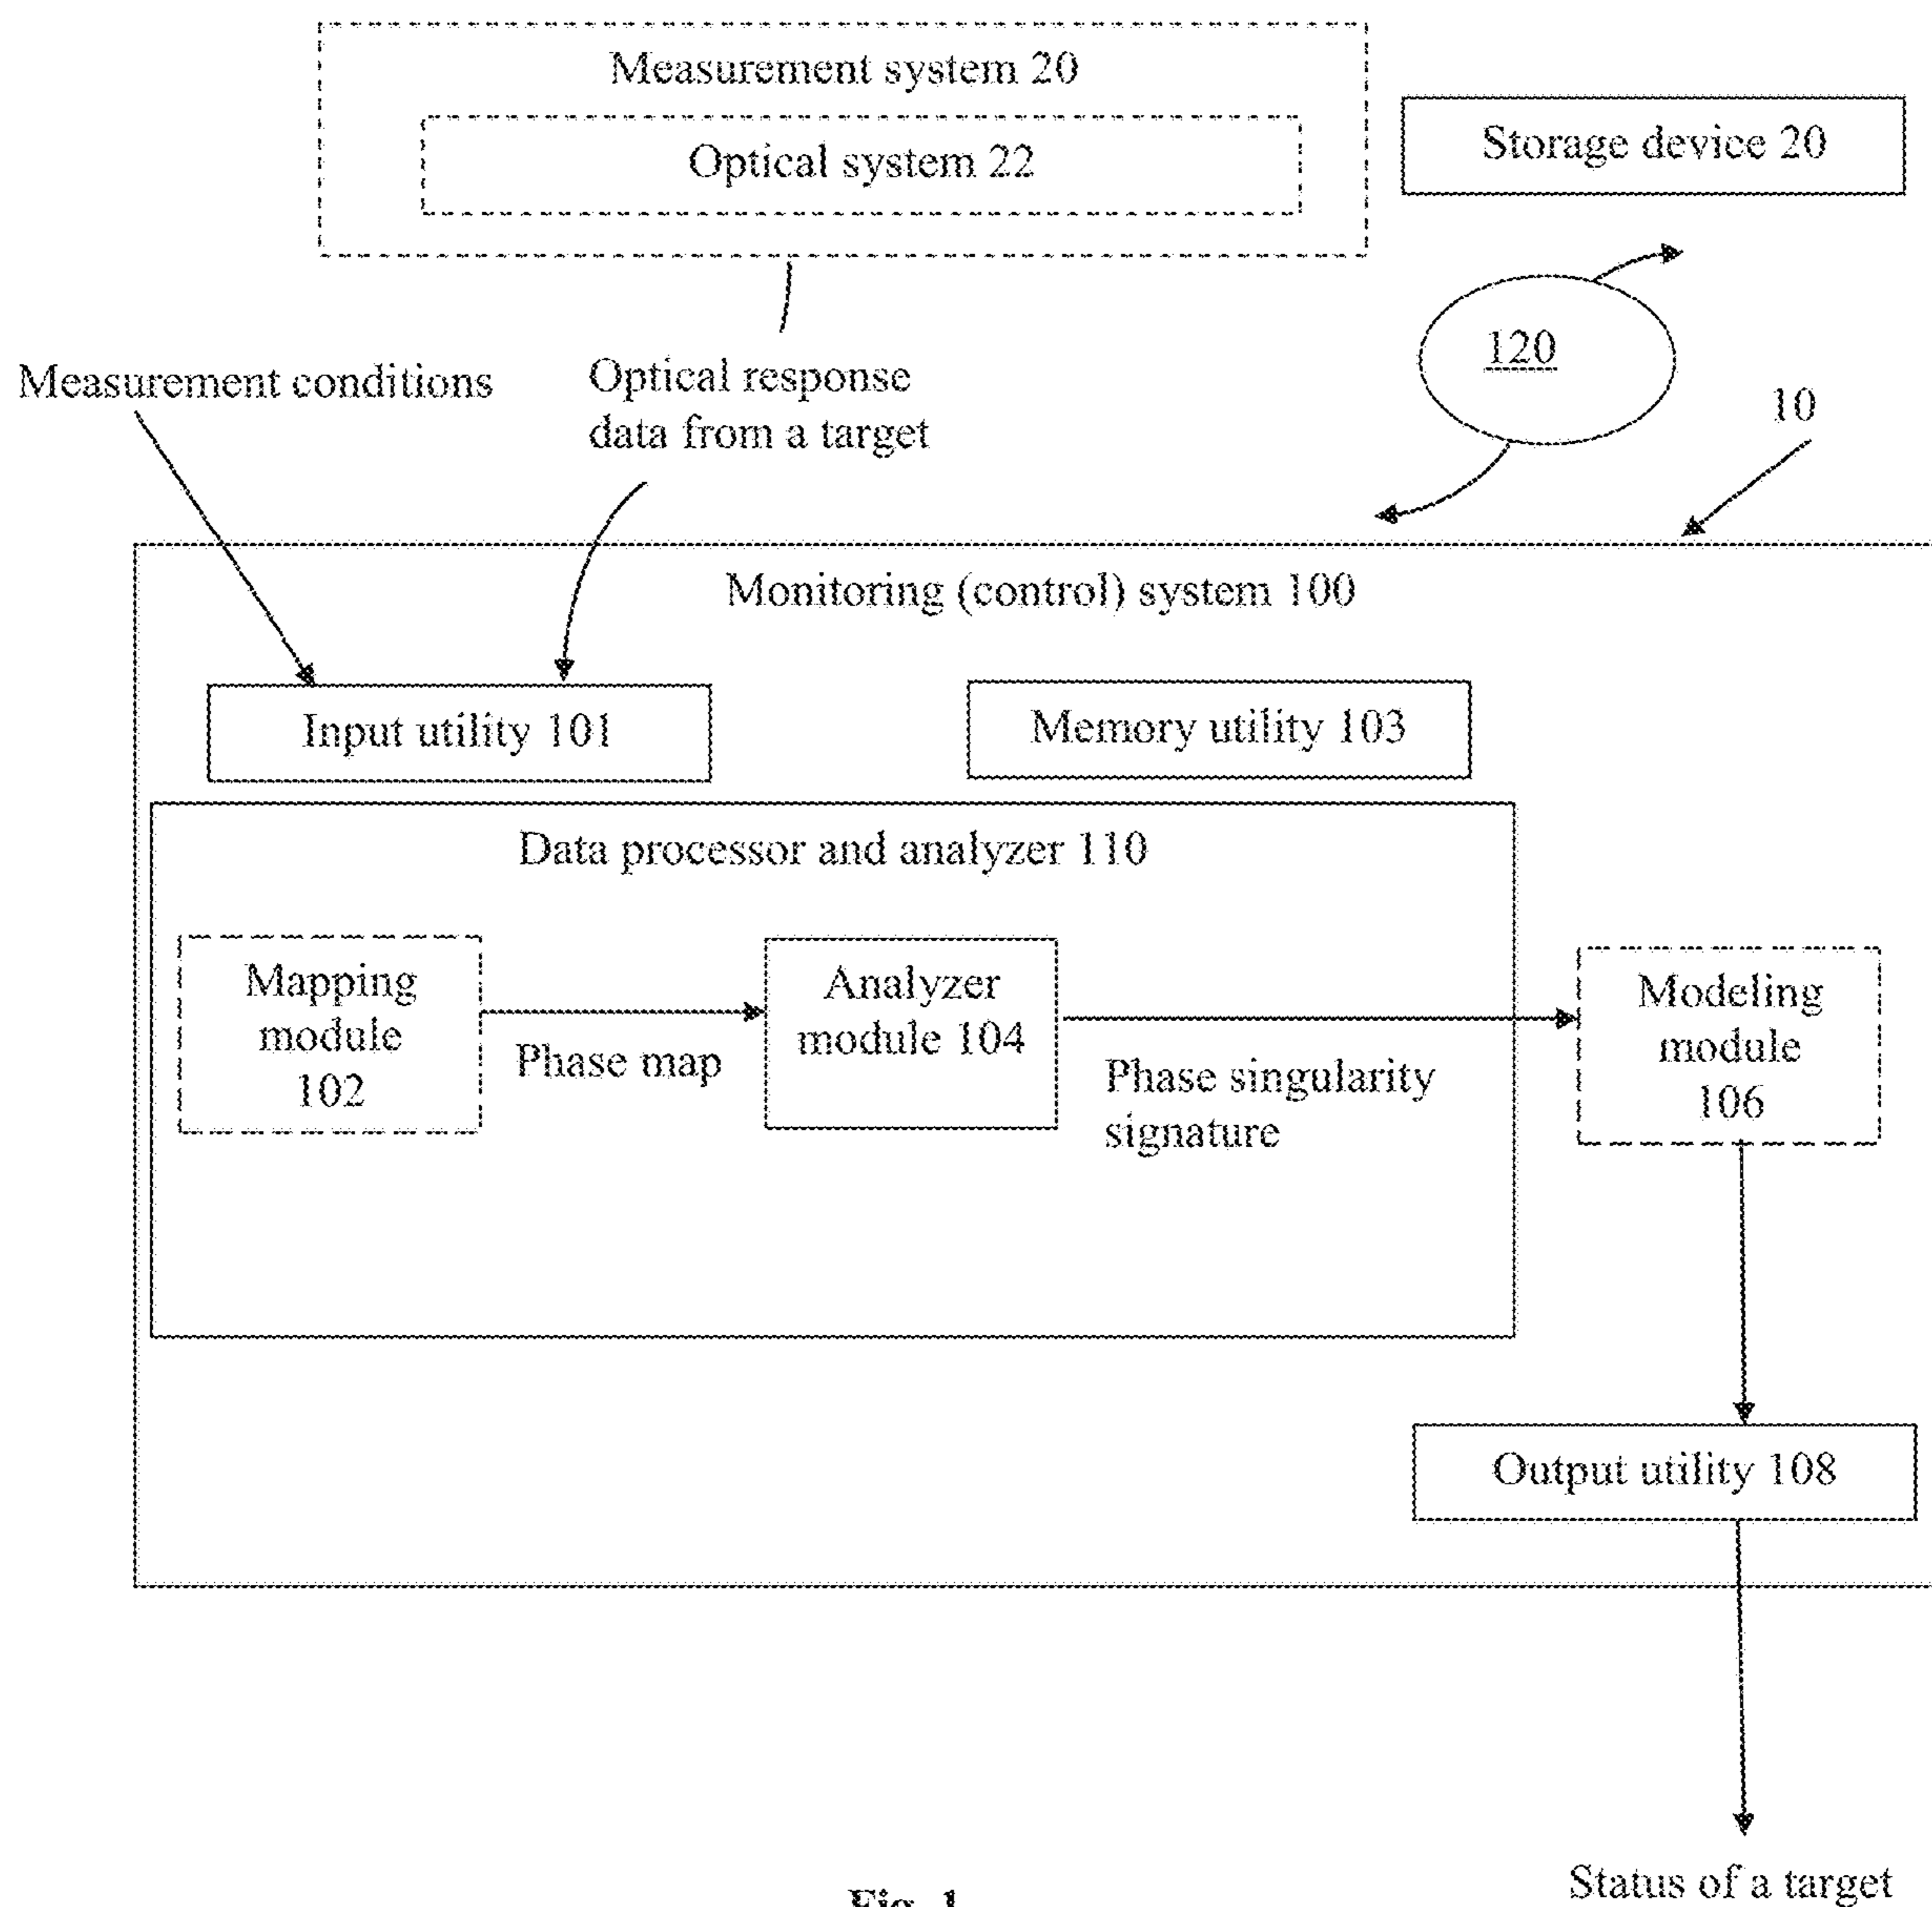 Measurement system 20
Optical system 22
Storage device 20
120
10
Measurement conditions
Optical response
data from a target
Monitoring (control) system 100
Input utility 101
Memory utility 103
Data processor and analyzer 110
Mapping
module
102
Phase map
Analyzer
module 104
Phase singularity
signature
Modeling
module
106
Output utility 108
Status of a target
Fig. 1